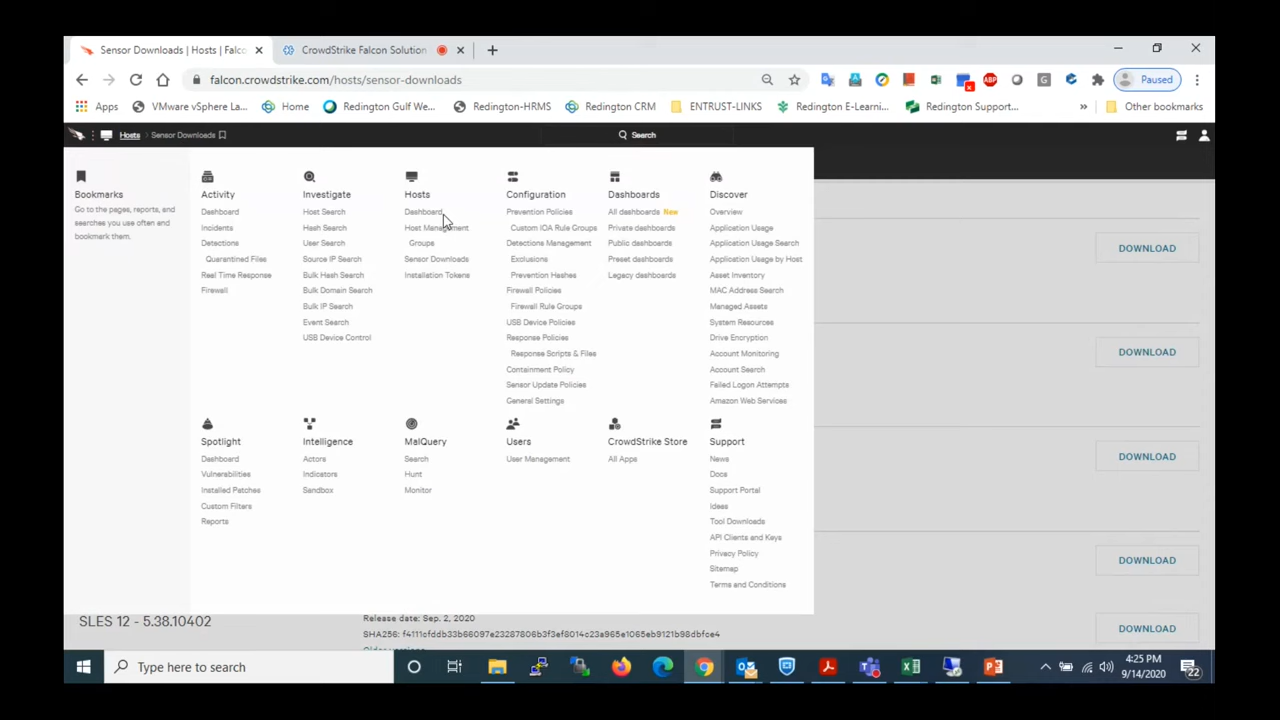 Sensor Downloads | Hosts | Falco
CrowdStrike Falcon Solution
falcon.crowdstrike.com/hosts/sensor-downloads
Paused
Apps
VMware vSphere La...
Home
Redington Gulf We...
Redington-HRMS
Redington CRM
ENTRUST-LINKS
Redington E-Learni...
Redington Support...
Other bookmarks
Hosts > Sensor Downloads
Search
Bookmarks
Go to the pages, reports, and
searches you use often and
bookmark them.
Activity
Dashboard
Incidents
Detections
Quarantined Files
Real Time Response
Firewall
Investigate
Host Search
Hash Search
User Search
Source IP Search
Bulk Hash Search
Bulk Domain Search
Bulk IP Search
Event Search
USB Device Control
Hosts
Dashboard
Host Management
Groups
Sensor Downloads
Installation Tokens
Configuration
Prevention Policies
Custom IOA Rule Groups
Detections Management
Exclusions
Prevention Hashes
Firewall Policies
Firewall Rule Groups
USB Device Policies
Response Policies
Response Scripts & Files
Containment Policy
Sensor Update Policies
General Settings
Dashboards
All dashboards New
Private dashboards
Public dashboards
Preset dashboards
Legacy dashboards
Discover
Overview
Application Usage
Application Usage Search
Application Usage by Host
Asset Inventory
MAC Address Search
Managed Assets
System Resources
Drive Encryption
Account Monitoring
Account Search
Failed Logon Attempts
Amazon Web Services
Spotlight
Dashboard
Vulnerabilities
Installed Patches
Custom Filters
Reports
Intelligence
Actors
Indicators
Sandbox
MalQuery
Search
Hunt
Monitor
Users
User Management
CrowdStrike Store
All Apps
Support
News
Docs
Support Portal
Ideas
Tool Downloads
API Clients and Keys
Privacy Policy
Sitemap
Terms and Conditions
DOWNLOAD
DOWNLOAD
DOWNLOAD
DOWNLOAD
SLES 12 - 5.38.10402
Release date: Sep. 2, 2020
DOWNLOAD
Type here to search
4:25 PM
9/14/2020
22